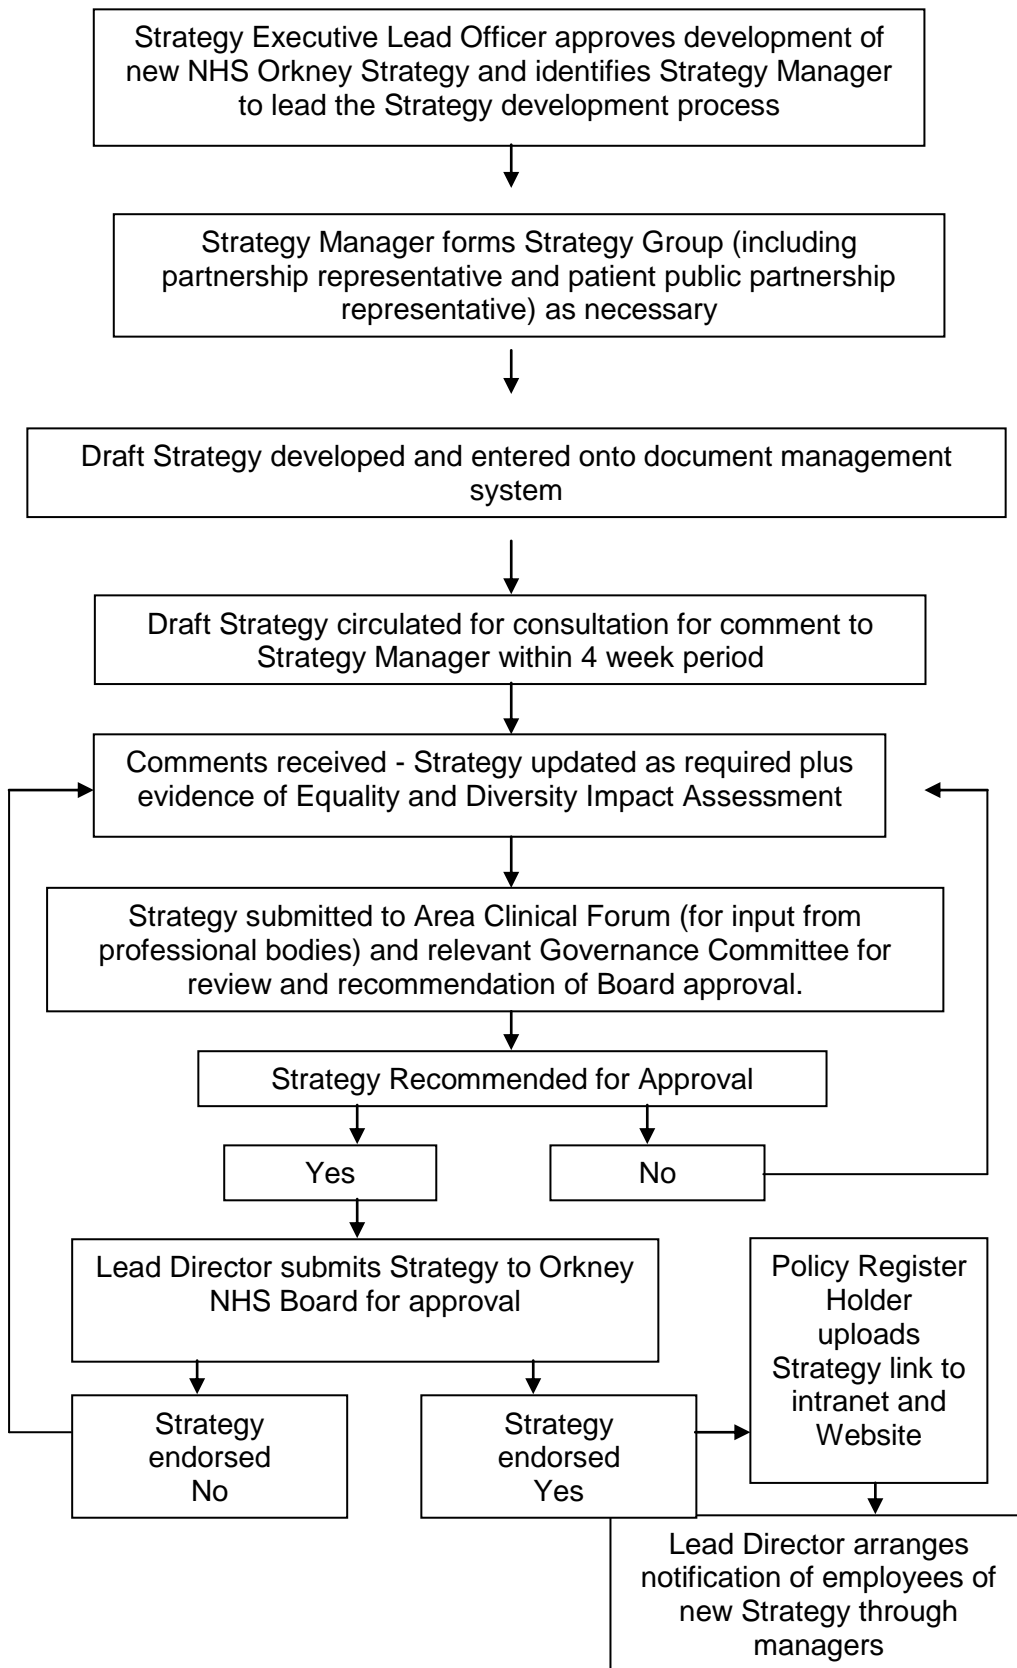 Strategy Executive Lead Officer approves development of
new NHS Orkney Strategy and identifies Strategy Manager
to lead the Strategy development process
Strategy Manager forms Strategy Group (including
partnership representative and patient public partnership
representative) as necessary
Draft Strategy developed and entered onto document management
system
Draft Strategy circulated for consultation for comment to
Strategy Manager within 4 week period
Comments received - Strategy updated as required plus
evidence of Equality and Diversity Impact Assessment
Strategy submitted to Area Clinical Forum (for input from
professional bodies) and relevant Governance Committee for
review and recommendation of Board approval.
Strategy Recommended for Approval
Yes
No
Lead Director submits Strategy to Orkney
NHS Board for approval
Strategy
endorsed
No
Strategy
endorsed
Yes
Policy Register
Holder
uploads
Strategy link to
intranet and
Website
Lead Director arranges
notification of employees of
new Strategy through
managers